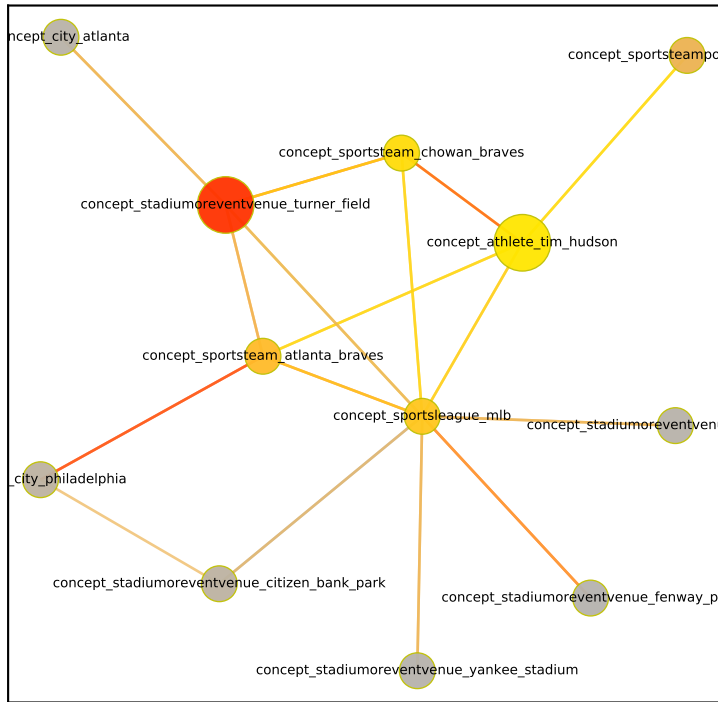 ncept_city_atlanta
concept_sportsteampo
concept_sportsteam_chowan_braves
concept_stadiumoreventvenue_turner_field
concept_athlete_tim_hudson
concept_sportsteam_atlanta_braves
concept_sportsleague_mlb
concept_stadiumoreventvenu
_city_philadelphia
concept_stadiumoreventvenue_citizen_bank_park
concept_stadiumoreventvenue_fenway_p
concept_stadiumoreventvenue_yankee_stadium